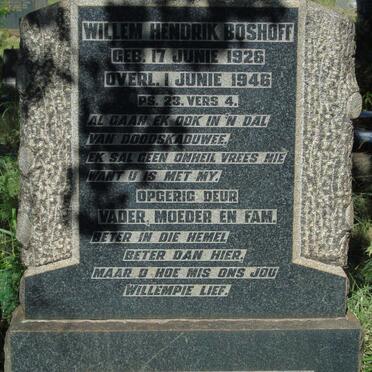 WILLEM HENDRIK BOSHOFF
GEB. 17 JUNIE 1926
OVERL. 1 JUNIE 1946
PS. 23. VERS 4.
AL GAAN EK OOK IN 'N DAL
VAN DOODSKADUWEE,
EK SAL GEEN ONHEIL VREES NIE
WANT U IS MET MY.
OPGERIG DEUR
VADER, MOEDER EN FAM.
BETER IN DIE HEMEL
BETER DAN HIER,
MAAR O HOE MIS ONS JOU
WILLEMPIE LIEF.